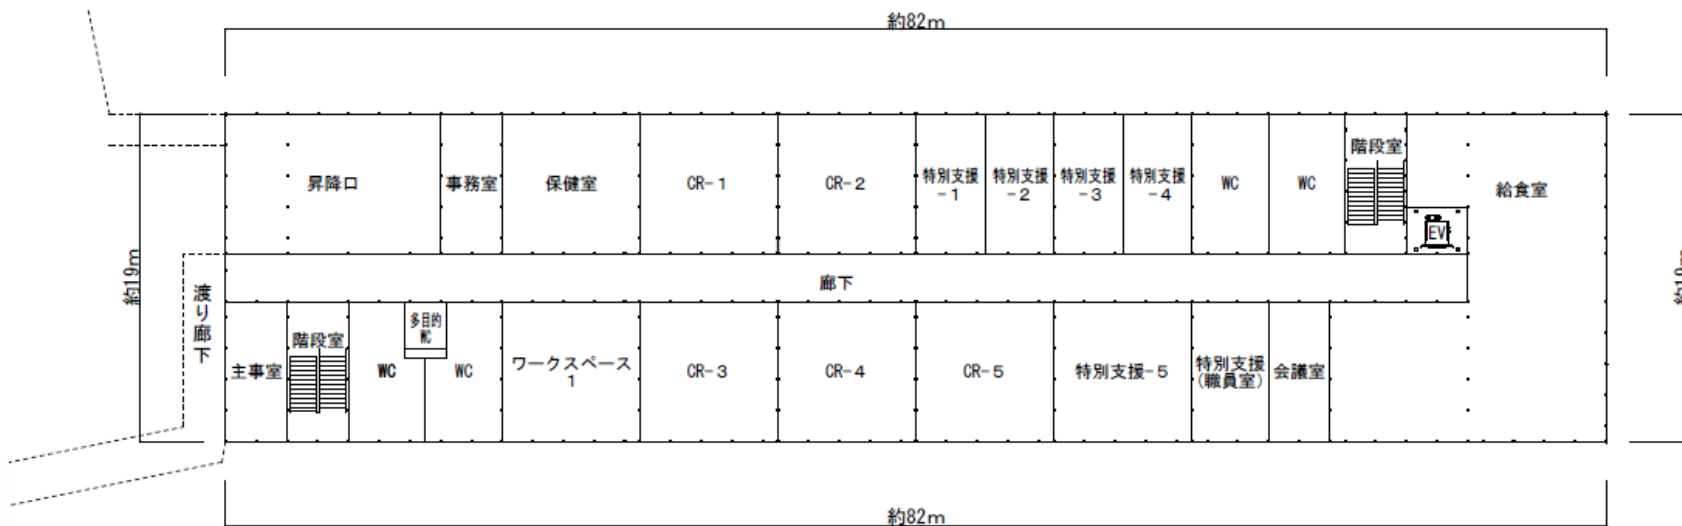 約82m
昇降口
事務室
保健室
CR-1
CR-2
特別支援
-1
特別支援
-2
特別支援
-3
特別支援
-4
WC
WC
階段室
給食室
EV
約19m
渡り廊下
廊下
主事室
階段室
WC
多目的
WC
WC
ワークスペース
1
CR-3
CR-4
CR-5
特別支援-5
特別支援
(職員室)
会議室
約82m